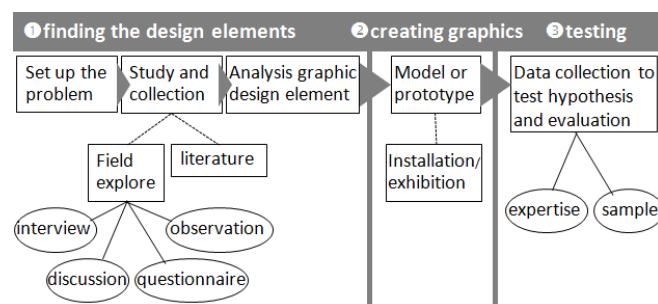 ❶finding the design elements
❷creating graphics
❸testing
Set up the
problem
Study and
collection
Analysis graphic
design element
Model or
prototype
Data collection to
test hypothesis
and evaluation
Field
explore
literature
Installation/
exhibition
interview
observation
discussion
questionnaire
expertise
sample